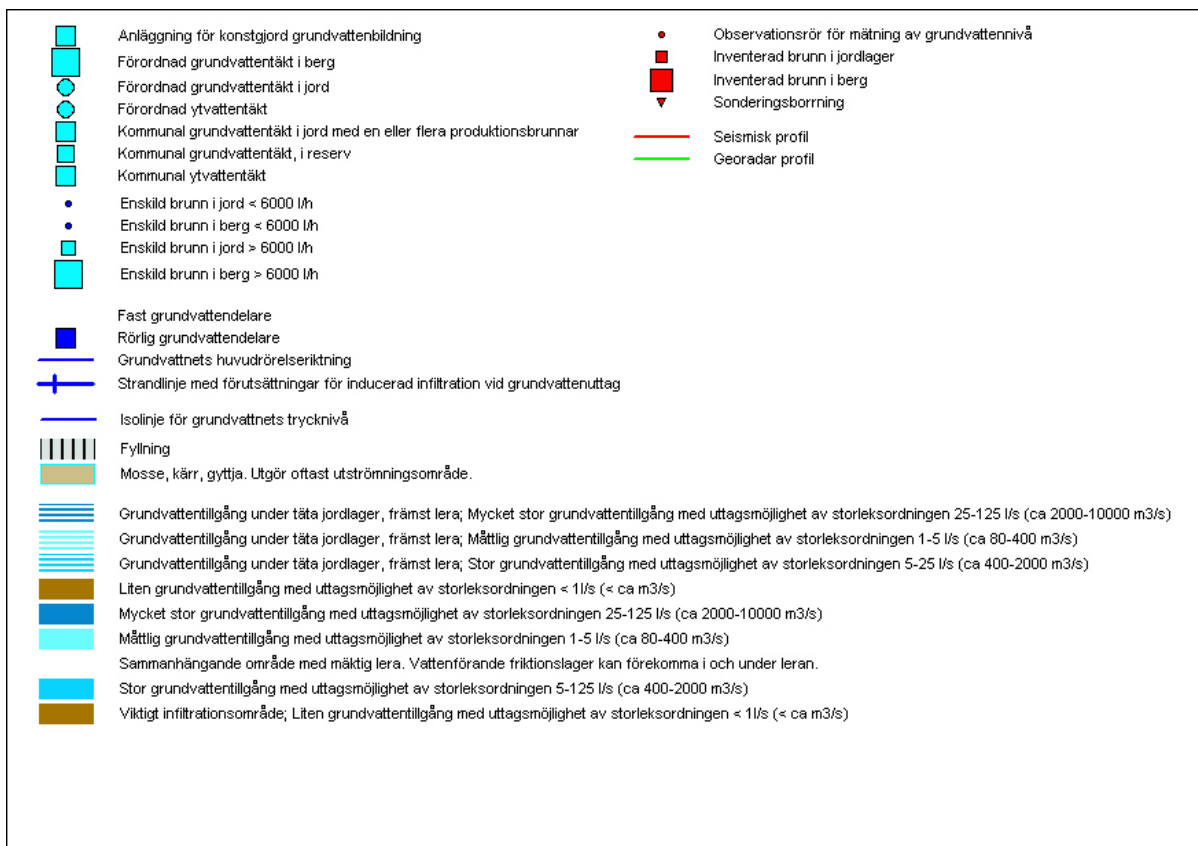 Anläggning för konstgjord grundvattenbildning
Förordnad grundvattentäkt i berg
Förordnad grundvattentäkt i jord
Förordnad ytvattentäkt
Kommunal grundvattentäkt i jord med en eller flera produktionsbrunnar
Kommunal grundvattentäkt, i reserv
Kommunal ytvattentäkt
Enskild brunn i jord < 6000 l/h
Enskild brunn i berg < 6000 l/h
Enskild brunn i jord > 6000 l/h
Enskild brunn i berg > 6000 l/h
Fast grundvattendelare
Rörlig grundvattendelare
Grundvattnets huvudrörelseriktning
Strandlinje med förutsättningar för inducerad infiltration vid grundvattenuttag
Isolinje för grundvattnets trycknivå
Fyllning
Mosse, kärr, gyttja. Utgör oftast utströmningsområde.
Grundvattentillgång under täta jordlager, främst lera; Mycket stor grundvattentillgång med uttagsmöjlighet av storleksordningen 25-125 l/s (ca 2000-10000 m3/s)
Grundvattentillgång under täta jordlager, främst lera; Måttlig grundvattentillgång med uttagsmöjlighet av storleksordningen 1-5 l/s (ca 80-400 m3/s)
Grundvattentillgång under täta jordlager, främst lera; Stor grundvattentillgång med uttagsmöjlighet av storleksordningen 5-25 l/s (ca 400-2000 m3/s)
Liten grundvattentillgång med uttagsmöjlighet av storleksordningen < 1l/s (< ca m3/s)
Mycket stor grundvattentillgång med uttagsmöjlighet av storleksordningen 25-125 l/s (ca 2000-10000 m3/s)
Måttlig grundvattentillgång med uttagsmöjlighet av storleksordningen 1-5 l/s (ca 80-400 m3/s)
Sammanhängande område med mäktig lera. Vattenförande friktionslager kan förekomma i och under leran.
Stor grundvattentillgång med uttagsmöjlighet av storleksordningen 5-125 l/s (ca 400-2000 m3/s)
Viktigt infiltrationsområde; Liten grundvattentillgång med uttagsmöjlighet av storleksordningen < 1l/s (< ca m3/s)
Observationsrör för mätning av grundvattennivå
Inventerad brunn i jordlager
Inventerad brunn i berg
Sonderingsborrning
Seismisk profil
Georadar profil